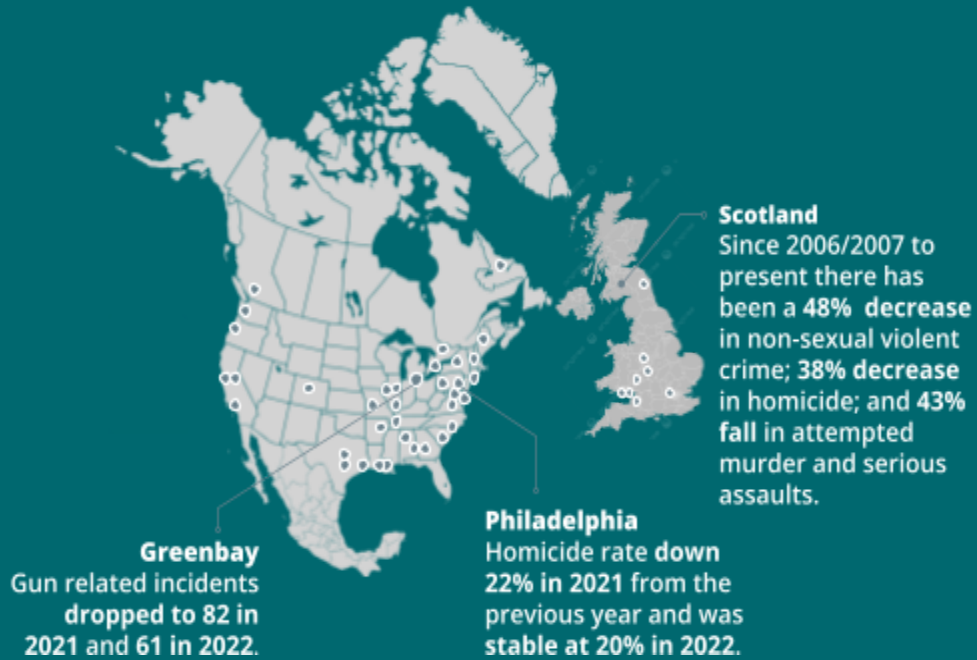 Scotland
Since 2006/2007 to
present there has
been a 48% decrease
in non-sexual violent
crime; 38% decrease
in homicide; and 43%
fall in attempted
murder and serious
assaults.
Greenbay
Gun related incidents
dropped to 82 in
2021 and 61 in 2022.
Philadelphia
Homicide rate down
22% in 2021 from the
previous year and was
stable at 20% in 2022.